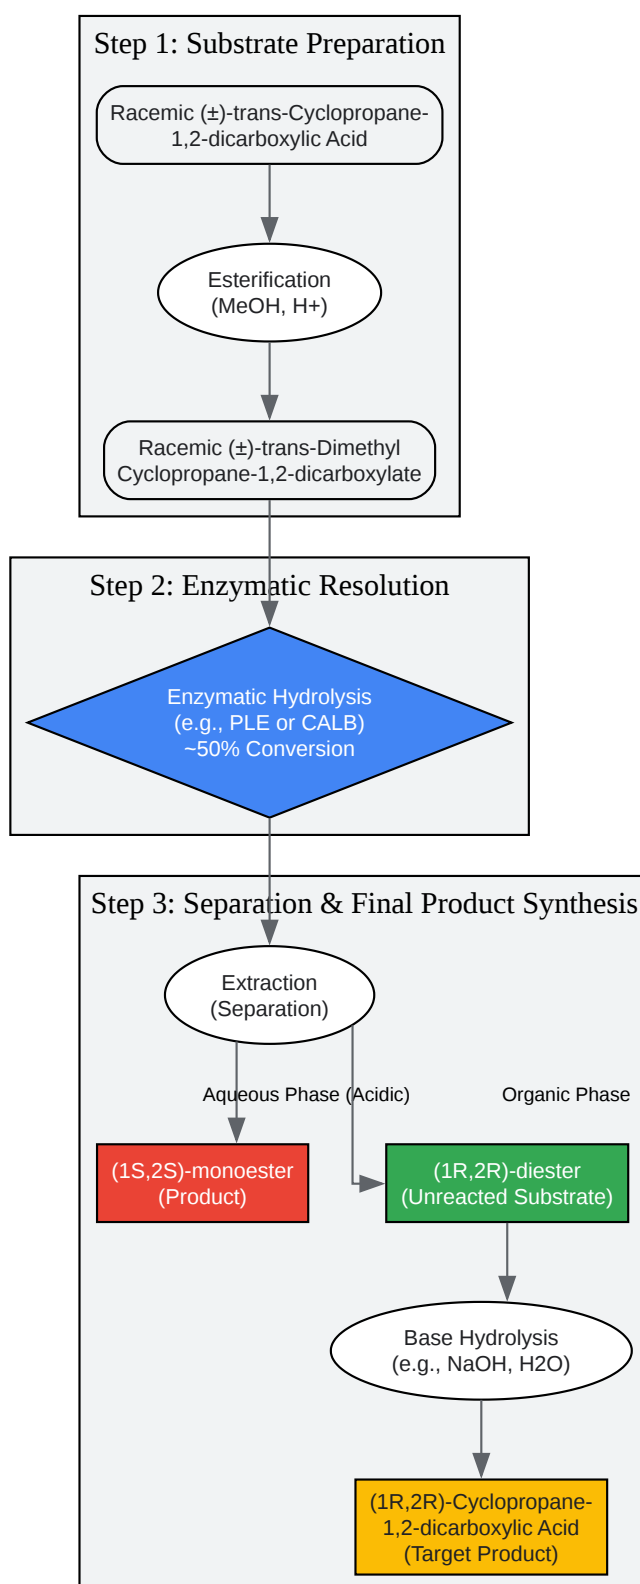 Step 1: Substrate Preparation
Racemic (±)-trans-Cyclopropane-
1,2-dicarboxylic Acid
Esterification
(MeOH, H+)
Racemic (±)-trans-Dimethyl
Cyclopropane-1,2-dicarboxylate
Step 2: Enzymatic Resolution
Enzymatic Hydrolysis
(e.g., PLE or CALB)
~50% Conversion
Step 3: Separation & Final Product Synthesis
Extraction
(Separation)
Aqueous Phase (Acidic)
Organic Phase
(1S,2S)-monoester
(Product)
(1R,2R)-diester
(Unreacted Substrate)
Base Hydrolysis
(e.g., NaOH, H2O)
(1R,2R)-Cyclopropane-
1,2-dicarboxylic Acid
(Target Product)